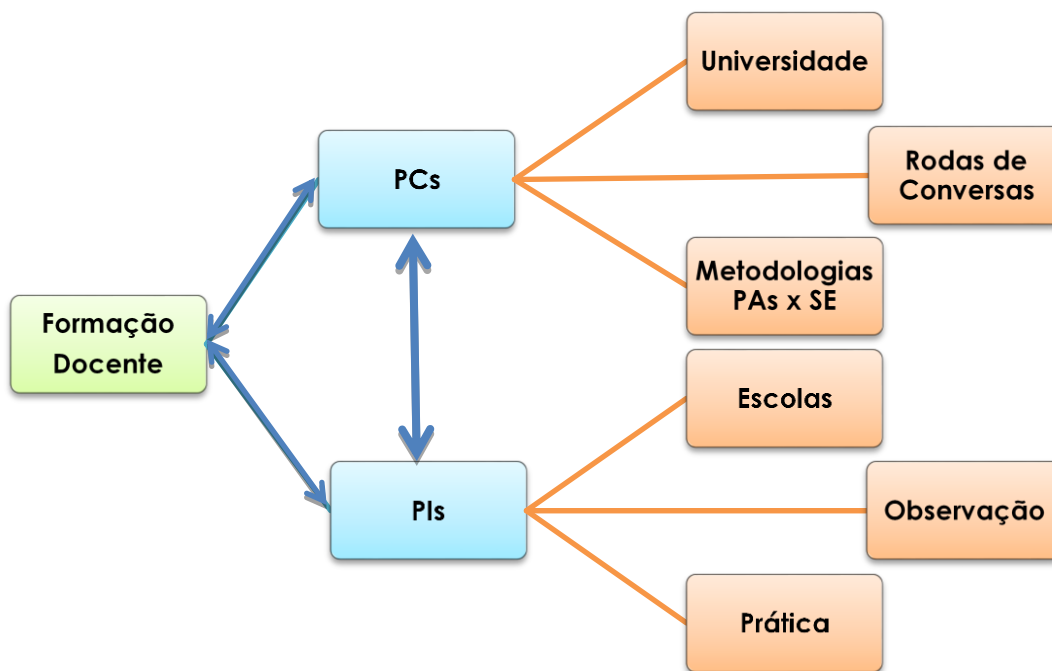 Universidade
PCs
Rodas de
Conversas
Metodologias
PAs x SE
Formação
Docente
Escolas
PIs
Observação
Prática